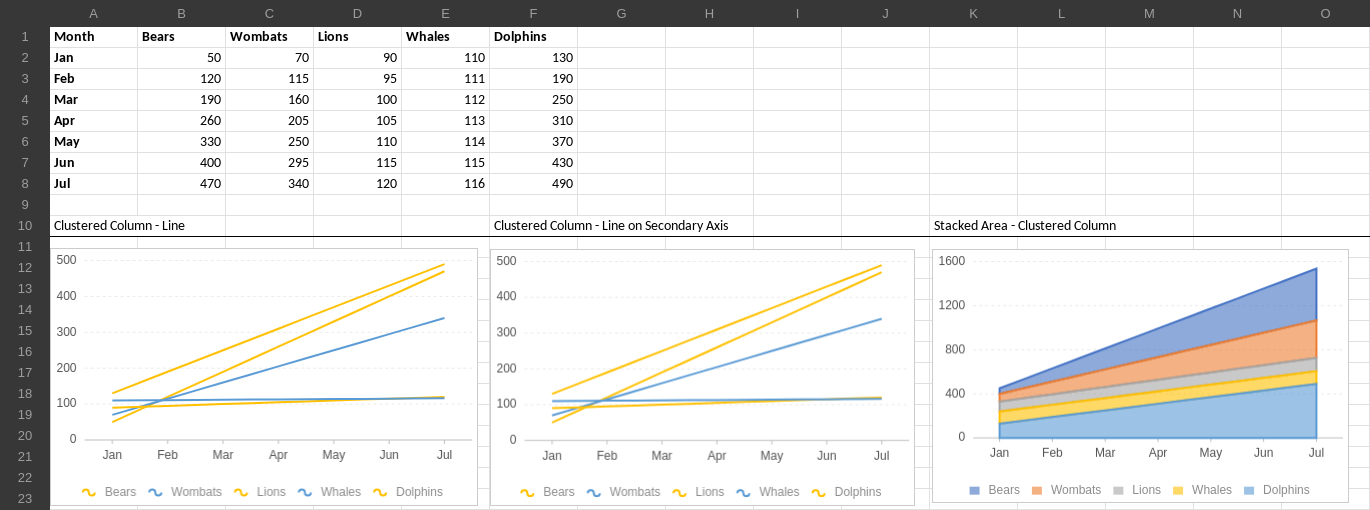 A B C D E F G H I J K L M N O
1 Month Bears Wombats Lions Whales Dolphins
2 Jan 50 70 90 110 130
3 Feb 120 115 95 111 190
4 Mar 190 160 100 112 250
5 Apr 260 205 105 113 310
6 May 330 250 110 114 370
7 Jun 400 295 115 115 430
8 Jul 470 340 120 116 490
9
10 Clustered Column - Line Clustered Column - Line on Secondary Axis Stacked Area - Clustered Column
11
12
13
14
15
16
17
18
19
20
21
22
23
500
400
300
200
100
0
Jan Feb Mar Apr May Jun Jul
Bears Wombats Lions Whales Dolphins
500
400
300
200
100
0
Jan Feb Mar Apr May Jun Jul
Bears Wombats Lions Whales Dolphins
1600
1200
800
400
0
Jan Feb Mar Apr May Jun Jul
Bears Wombats Lions Whales Dolphins